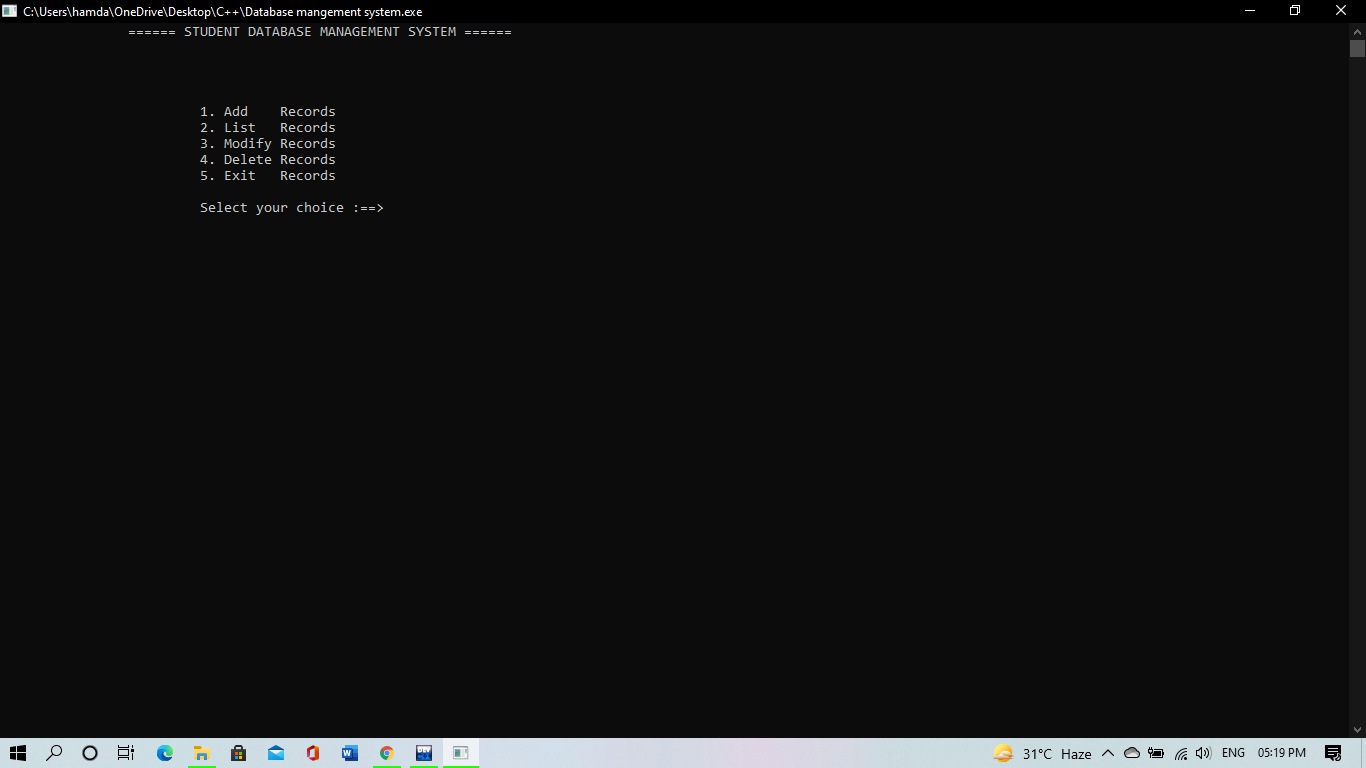 C:\Users\hamda\OneDrive\Desktop\C++\Database mangement system.exe
====== STUDENT DATABASE MANAGEMENT SYSTEM ======
1. Add    Records
2. List   Records
3. Modify Records
4. Delete Records
5. Exit   Records
Select your choice :==>
DEV
31°C Haze ENG 05:19 PM